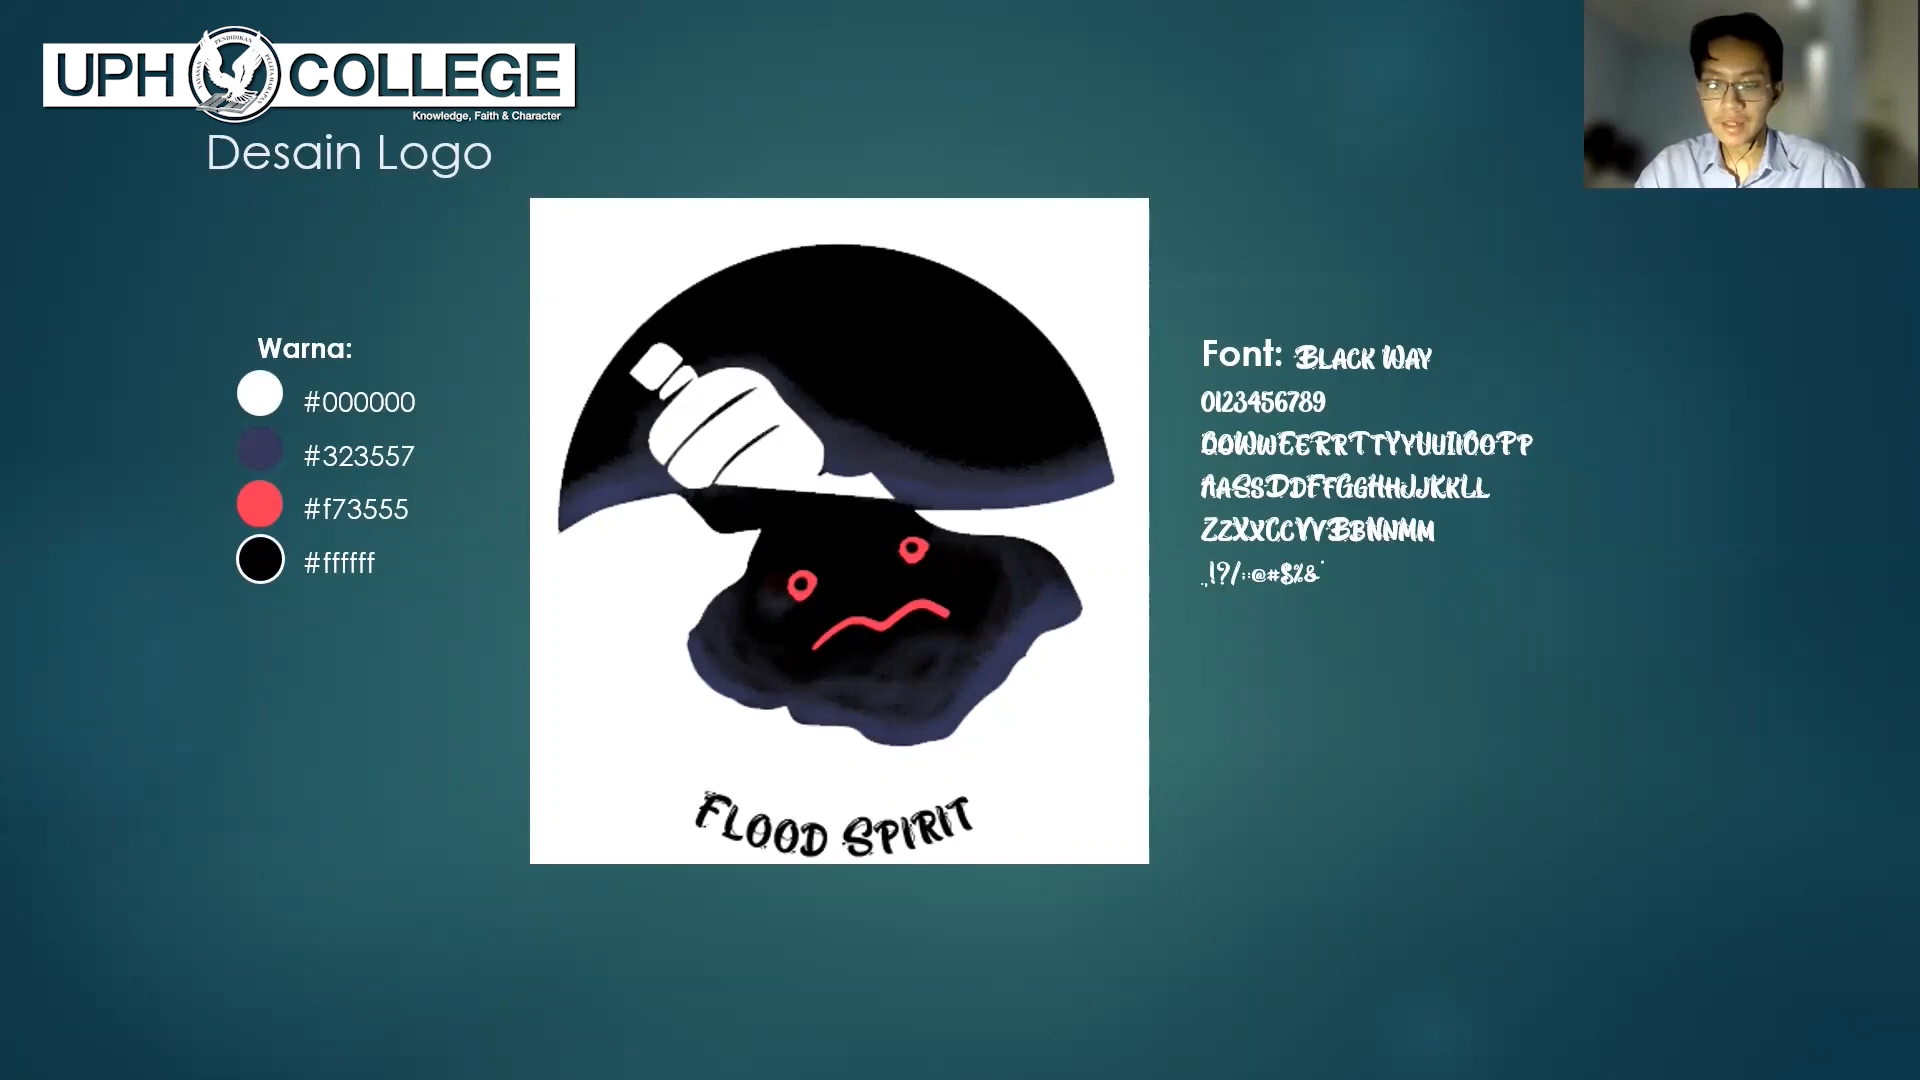 UPH COLLEGE
Knowledge, Faith & Character
Desain Logo
Warna:
#000000
#323557
#f73555
#ffffff
Font: BLACK WAY
0123456789
QQWWEERRTTYYUUIIOOPP
AASSDDFFGGHHJJKKLL
ZZXXCCVVBBNNMM
.,!?/:;@#$%&'
FLOOD SPIRIT